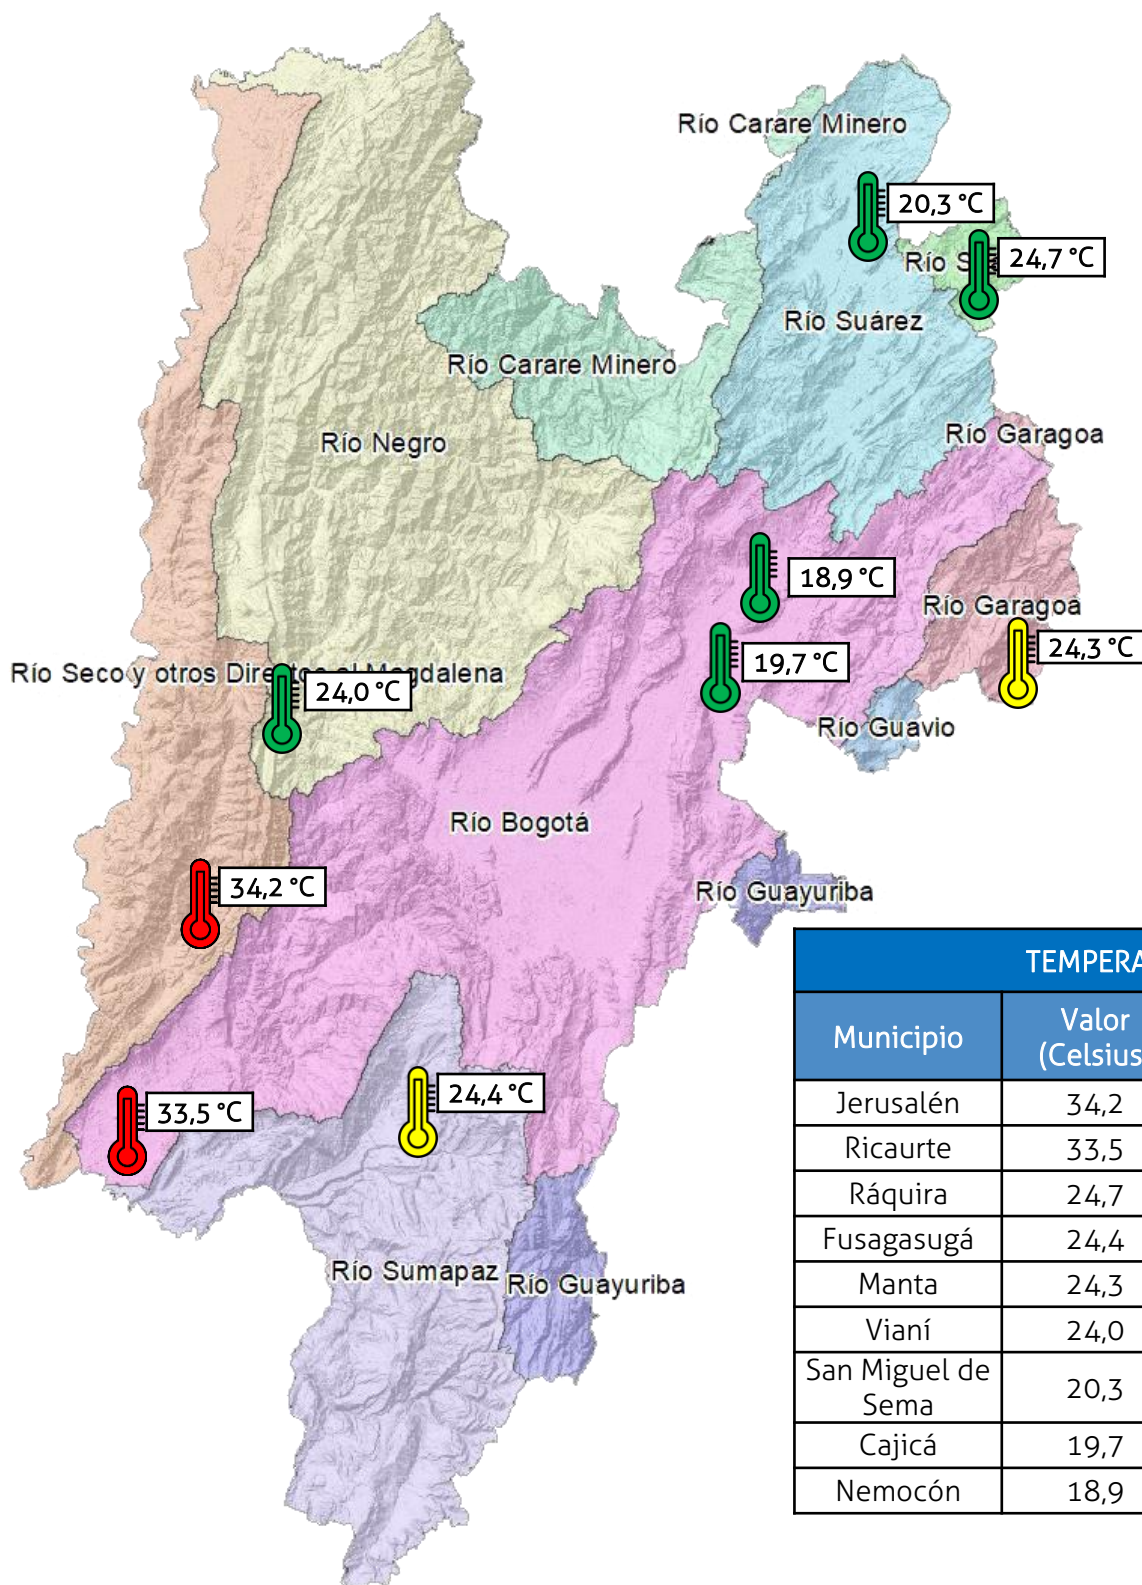 Río Carare Minero
20,3 °C
Río S
24,7 °C
Río Suárez
Río Carare Minero
Río Negro
Río Garagoa
18,9 °C
Río Garagoa
24,3 °C
19,7 °C
Río Seco y otros Directos al Magdalena
24,0 °C
Río Guavio
Río Bogotá
34,2 °C
Río Guayuriba
33,5 °C
24,4 °C
Río Sumapaz
Río Guayuriba
TEMPERA
Municipio
Valor
(Celsius
Jerusalén 34,2
Ricaurte 33,5
Ráquira 24,7
Fusagasugá 24,4
Manta 24,3
Vianí 24,0
San Miguel de
Sema
20,3
Cajicá 19,7
Nemocón 18,9